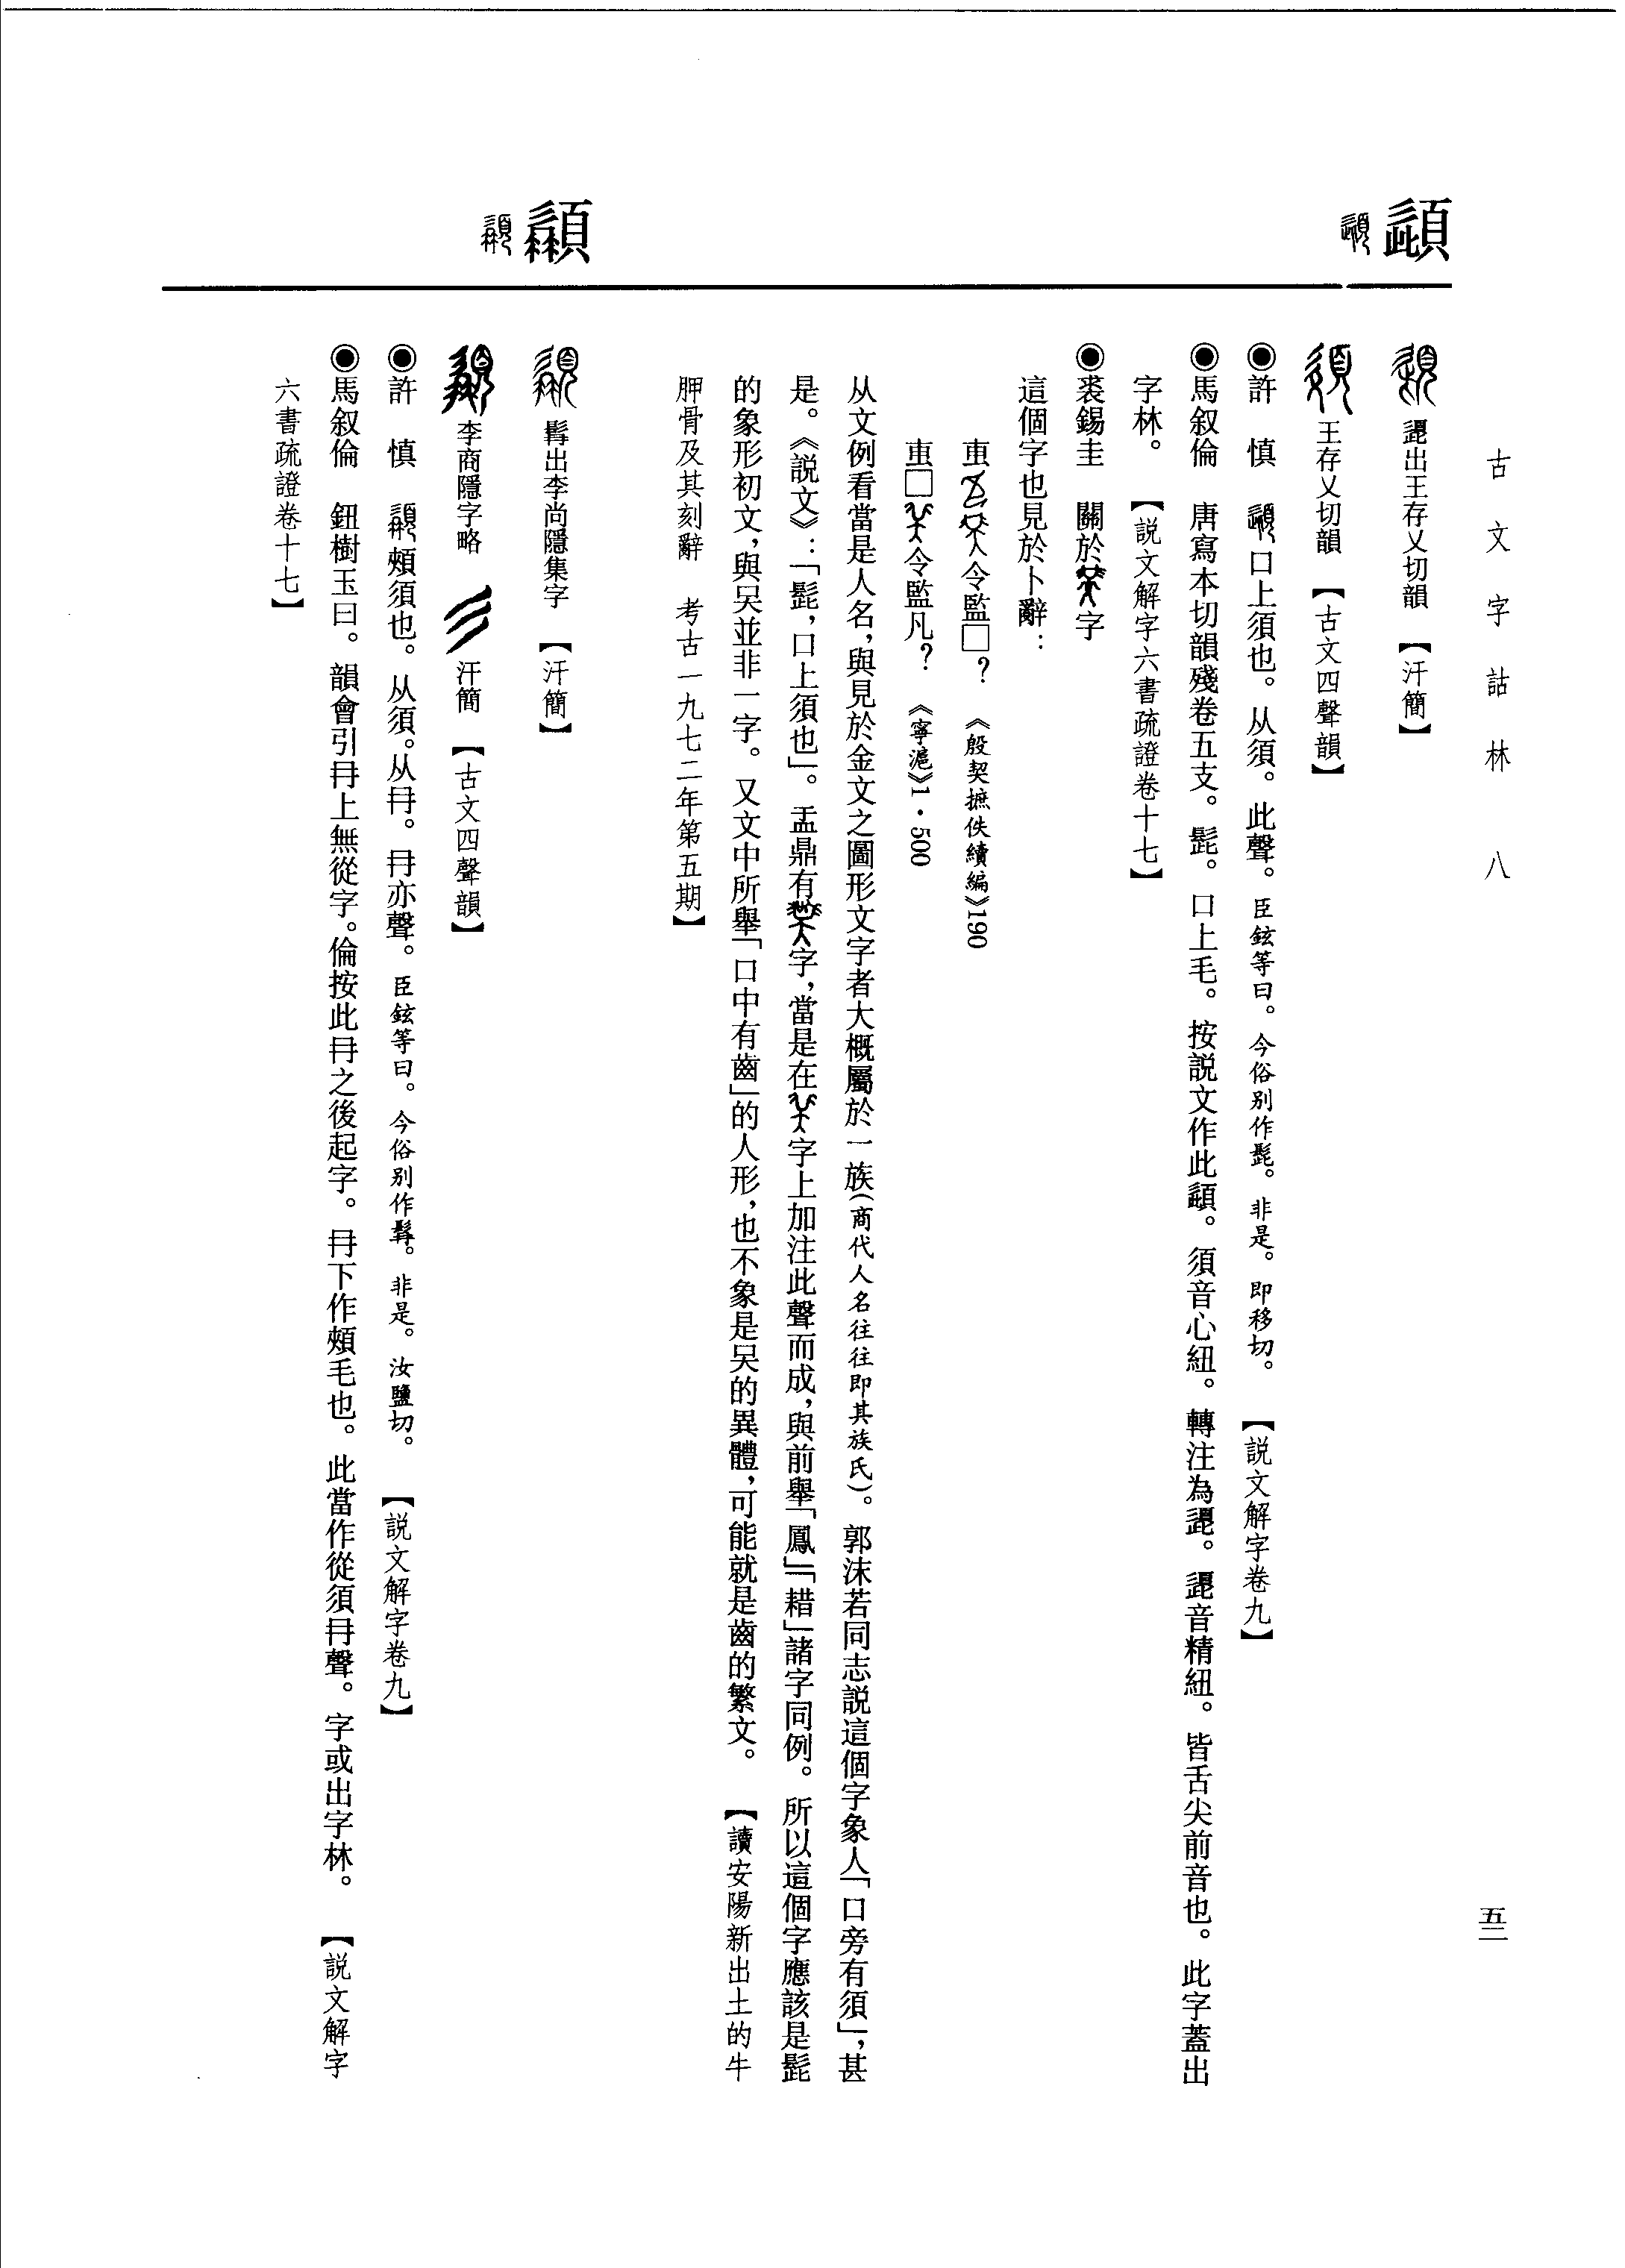 古文字詁林 八
五二
頾
出王存乂切韻 【汗簡】
王存乂切韻 【古文四聲韻】
◉許 慎 口上須也。从須。此聲。臣鉉等曰。今俗別作髭。非是。即移切。 【説文解字卷九】
◉馬叙倫 唐寫本切韻殘卷五支。髭。口上毛。按説文作此頾。須音心紐。轉注為頾。頾音精紐。皆舌尖前音也。此字蓋出
字林。 【説文解字六書疏證卷十七】
◉裘錫圭 關於字
這個字也見於卜辭：
叀令監□？ 《殷契摭佚續編》190
叀□令監凡？ 《寧滬》1·500
从文例看當是人名，與見於金文之圖形文字者大概屬於一族（商代人名往往即其族氏）。郭沫若同志説這個字象人「口旁有須」，甚
是。《説文》：「髭，口上須也」。盂鼎有字，當是在字上加注此聲而成，與前舉「鳳」「耤」諸字同例。所以這個字應該是髭
的象形初文，與吴並非一字。又文中所舉「口中有齒」的人形，也不象是吴的異體，可能就是齒的繁文。 【讀安陽新出土的牛
胛骨及其刻辭 考古一九七二年第五期】
䫇
髯出李尚隱集字 【汗簡】
李商隱字略 汗簡 【古文四聲韻】
◉許 慎 頰須也。从須。从冄。冄亦聲。臣鉉等曰。今俗別作髥。非是。汝鹽切。 【説文解字卷九】
◉馬叙倫 鈕樹玉曰。韻會引冄上無從字。倫按此冄之後起字。冄下作頰毛也。此當作從須冄聲。字或出字林。 【説文解字
六書疏證卷十七】